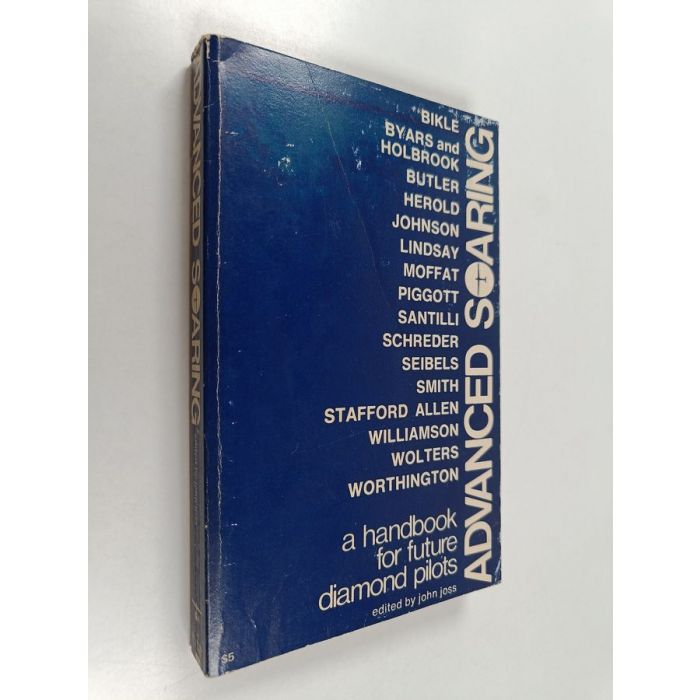 BIKLE
BYARS and
HOLBROOK
BUTLER
HEROLD
JOHNSON
LINDSAY
MOFFAT
PIGGOTT
SANTILLI
SCHREDER
SEIBELS
SMITH
STAFFORD ALLEN
WILLIAMSON
WOLTERS
WORTHINGTON
ADVANCED SOARING
a handbook
for future
diamond pilots
edited by john joss
$5
ADVANCED SOARING